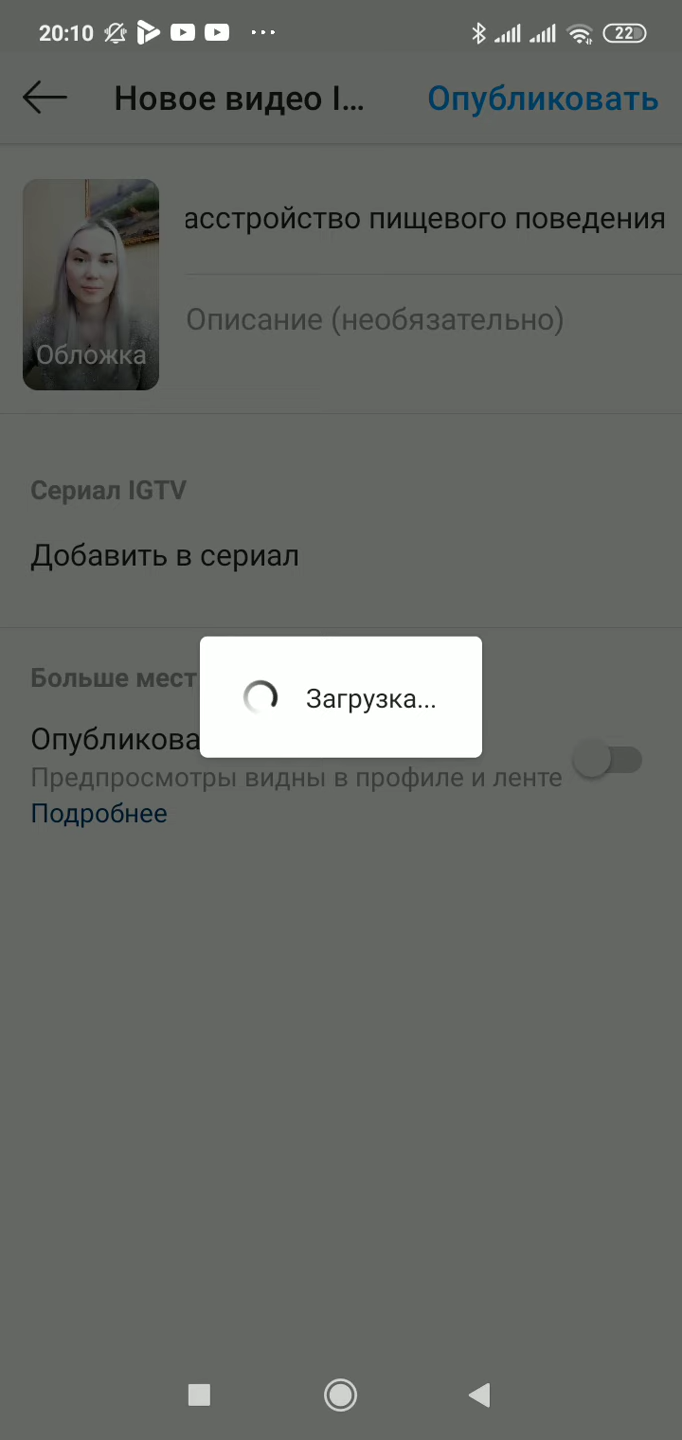 20:10
22
Новое видео I...
Опубликовать
асстройство пищевого поведения
Описание (необязательно)
Обложка
Сериал IGTV
Добавить в сериал
Больше мест
Загрузка...
Опубликова
Предпросмотры видны в профиле и ленте
Подробнее